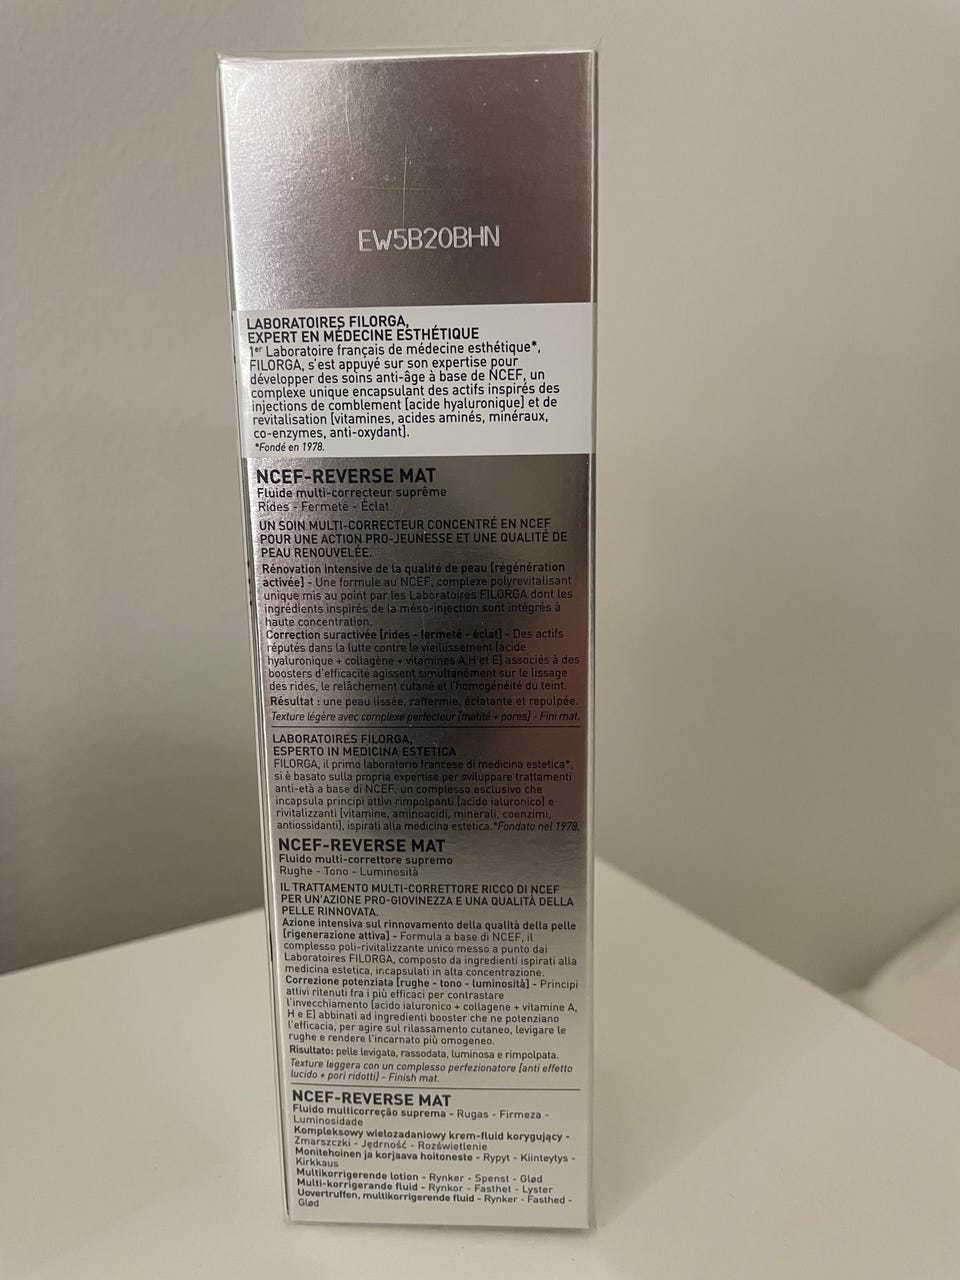 EW5B20BHN
LABORATOIRES FILORGA,
EXPERT EN MÉDECINE ESTHÉTIQUE
1er Laboratoire français de médecine esthétique*,
FILORGA, s'est appuyé sur son expertise pour
développer des soins anti-âge à base de NCEF, un
complexe unique encapsulant des actifs inspirés des
injections de comblement [acide hyaluronique] et de
revitalisation [vitamines, acides aminés, minéraux,
co-enzymes, anti-oxydant].
*Fondé en 1978.
NCEF-REVERSE MAT
Fluide multi-correcteur suprême
Rides - Fermeté - Éclat
UN SOIN MULTI-CORRECTEUR CONCENTRÉ EN NCEF
POUR UNE ACTION PRO-JEUNESSE ET UNE QUALITÉ DE
PEAU RENOUVELÉE.
Rénovation intensive de la qualité de peau [régénération
activée] - Une formule au NCEF, complexe polyrevitalisant
unique mis au point par les Laboratoires FILORGA dont les
ingrédients inspirés de la méso-injection sont intégrés à
haute concentration.
Correction suractivée [rides - fermeté - éclat] - Des actifs
réputés dans la lutte contre le vieillissement [acide
hyaluronique + collagène + vitamines A,H et E] associés à des
boosters d'efficacité agissent simultanément sur le lissage
des rides, le relâchement cutané et l'homogénéité du teint.
Résultat : une peau lissée, raffermie, éclatante et repulpée.
Texture légère avec complexe perfecteur [matité + pores] - Fini mat.
LABORATOIRES FILORGA,
ESPERTO IN MEDICINA ESTETICA
FILORGA, il primo laboratorio francese di medicina estetica*,
si è basato sulla propria expertise per sviluppare trattamenti
anti-età a base di NCEF, un complesso esclusivo che
incapsula principi attivi rimpolpanti [acido ialuronico] e
rivitalizzanti [vitamine, aminoacidi, minerali, coenzimi,
antiossidanti], ispirati alla medicina estetica.*Fondato nel 1978.
NCEF-REVERSE MAT
Fluido multi-correttore supremo
Rughe - Tono - Luminosità
IL TRATTAMENTO MULTI-CORRETTORE RICCO DI NCEF
PER UN'AZIONE PRO-GIOVINEZZA E UNA QUALITÀ DELLA
PELLE RINNOVATA.
Azione intensiva sul rinnovamento della qualità della pelle
[rigenerazione attiva] - Formula a base di NCEF, il
complesso poli-rivitalizzante unico messo a punto dai
Laboratoires FILORGA, composto da ingredienti ispirati alla
medicina estetica, incapsulati in alta concentrazione.
Correzione potenziata [rughe - tono - luminosità] - Principi
attivi ritenuti fra i più efficaci per contrastare
l'invecchiamento [acido ialuronico + collagene + vitamine A,
H e E] abbinati ad ingredienti booster che ne potenziano
l'efficacia, per agire sul rilassamento cutaneo, levigare le
rughe e rendere l'incarnato più omogeneo.
Risultato: pelle levigata, rassodata, luminosa e rimpolpata.
Texture leggera con un complesso perfezionatore [anti effetto
lucido + pori ridotti] - Finish mat.
NCEF-REVERSE MAT
Fluido multicorreção suprema - Rugas - Firmeza -
Luminosidade
Kompleksowy wielozadaniowy krem-fluid korygujący -
Zmarszczki - Jędrność - Rozświetlenie
Monitehoinen ja korjaava hoitoneste - Rypyt - Kiinteytys -
Kirkkaus
Multikorrigerende lotion - Rynker - Spenst - Glød
Multi-korrigerande fluid - Rynkor - Fasthet - Lyster
Uovertruffen, multikorrigerende fluid - Rynker - Fasthed -
Glød